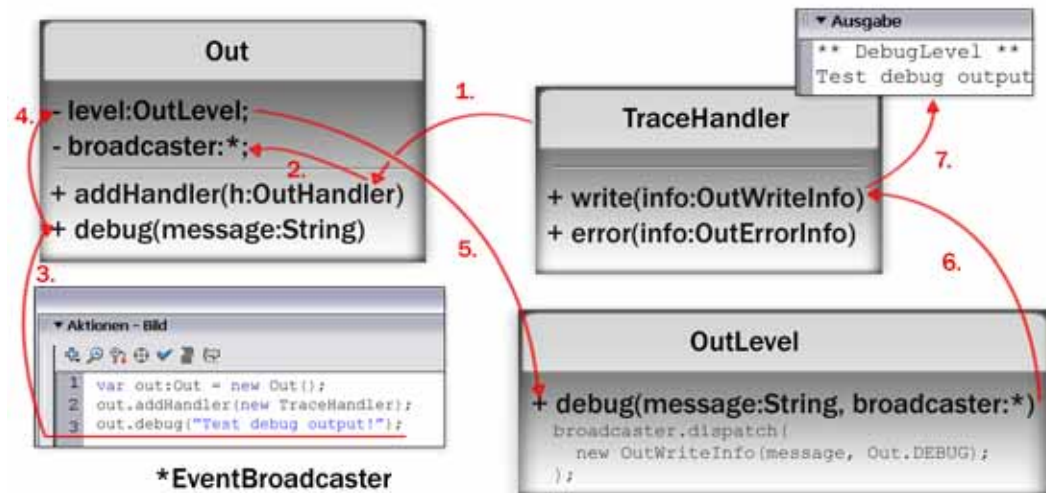 Out
- level:OutLevel;
- broadcaster:*;
+ addHandler(h:OutHandler)
+ debug(message:String)
1.
2.
3.
4.
5.
6.
7.
TraceHandler
+ write(info:OutWriteInfo)
+ error(info:OutErrorInfo)
Ausgabe
** DebugLevel **
Test debug output
Aktionen - Bild
1 var out:Out = new Out();
2 out.addHandler(new TraceHandler);
3 out.debug("Test debug output!");
*EventBroadcaster
OutLevel
+ debug(message:String, broadcaster:*)
broadcaster.dispatch(
new OutWriteInfo(message, Out.DEBUG);
);